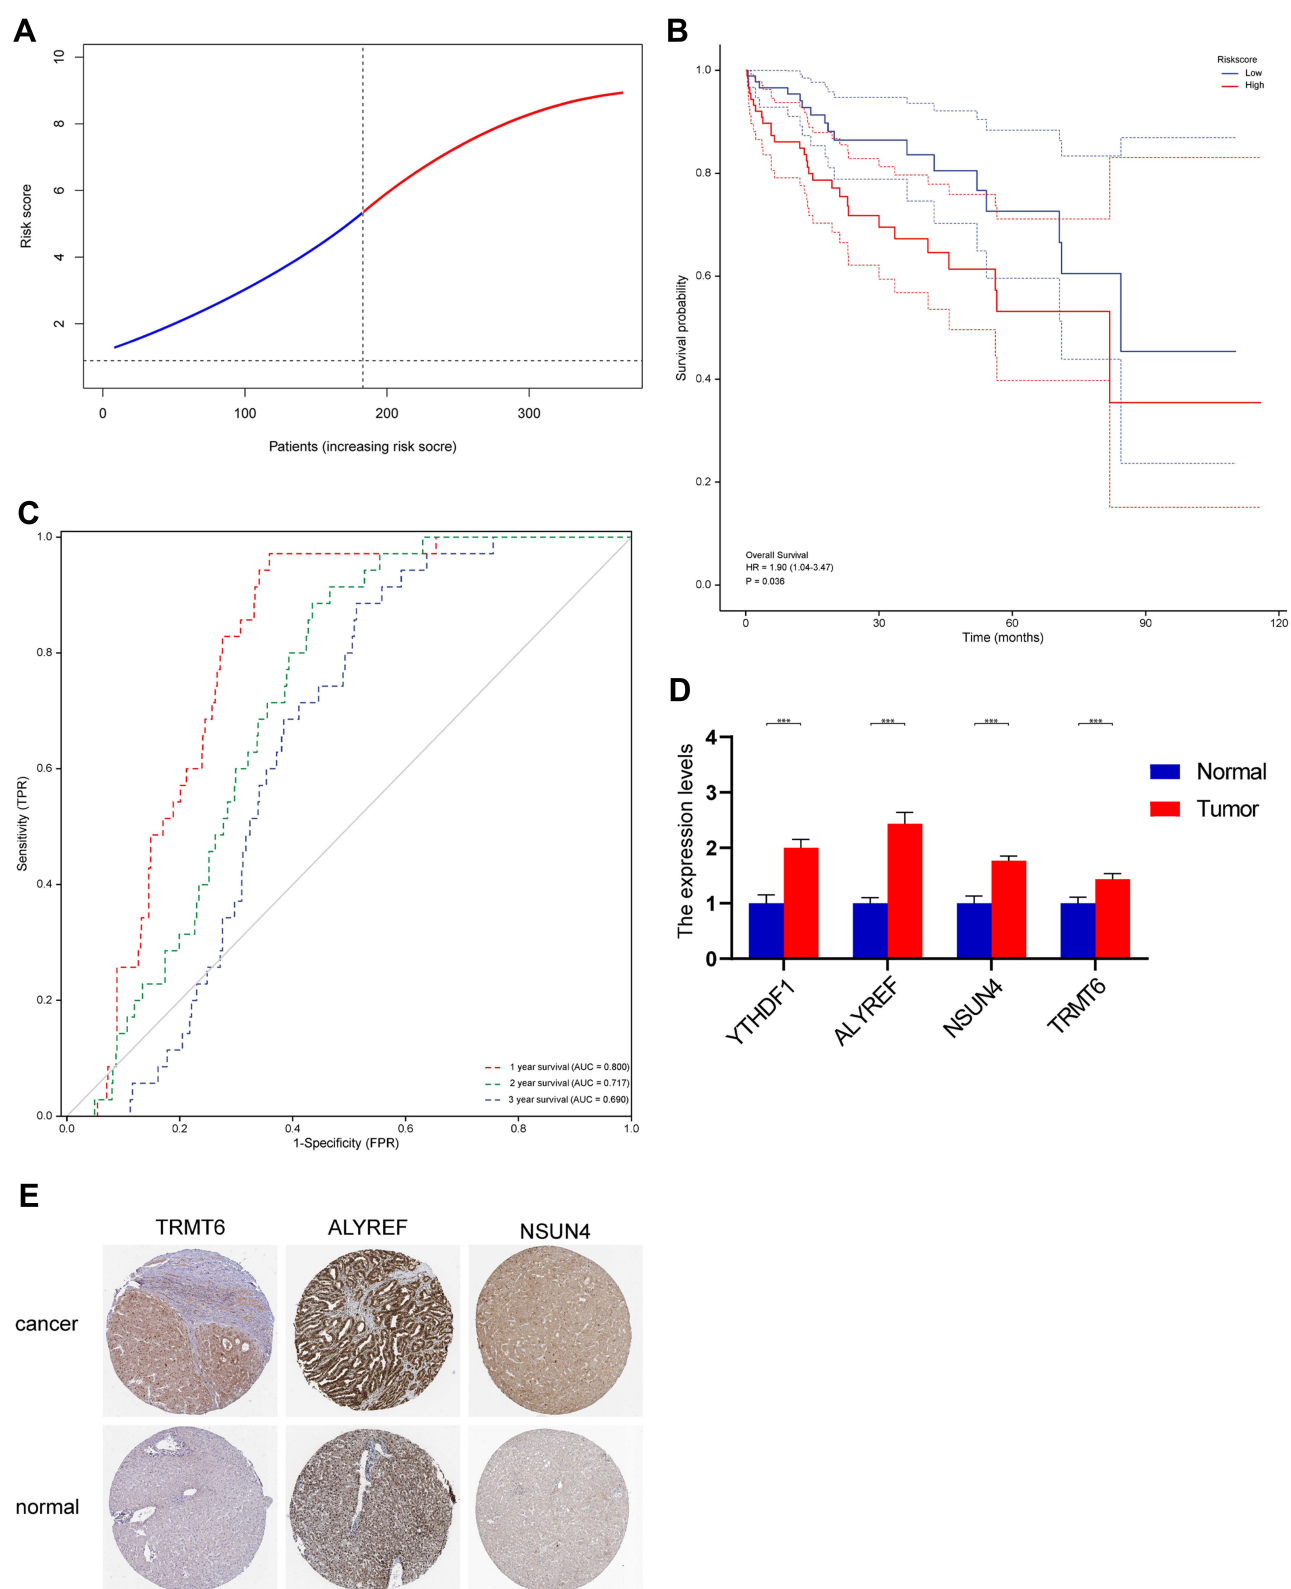 A
10
8
6
4
2
Risk score
0 100 200 300
Patients (increasing risk socre)
B
Riskscore
Low
High
1.0
0.8
0.6
0.4
0.2
0.0
Survival probability
Overall Survival
HR = 1.90 (1.04-3.47)
P = 0.036
0 30 60 90 120
Time (months)
C
1.0
0.8
0.6
0.4
0.2
0.0
Sensitivity (TPR)
1 year survival (AUC = 0.800)
2 year survival (AUC = 0.717)
3 year survival (AUC = 0.690)
0.0 0.2 0.4 0.6 0.8 1.0
1-Specificity (FPR)
D
*** *** *** ***
4
3
2
1
0
The expression levels
Normal
Tumor
YTHDF1 ALYREF NSUN4 TRMT6
E
TRMT6 ALYREF NSUN4
cancer
normal